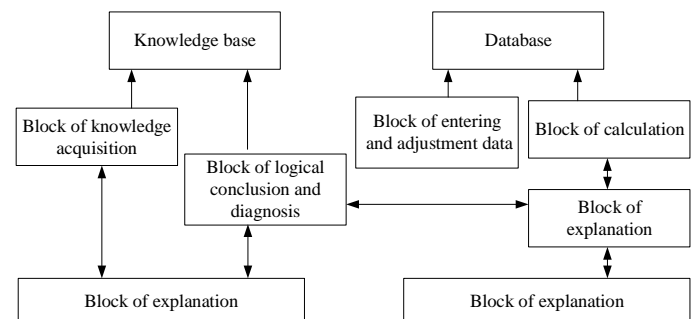 Knowledge base
Database
Block of knowledge
acquisition
Block of entering
and adjustment data
Block of calculation
Block of logical
conclusion and
diagnosis
Block of
explanation
Block of explanation
Block of explanation